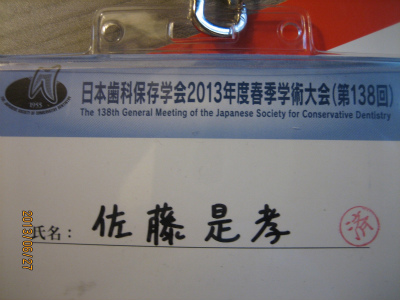 日本歯科保存学会2013年度春季学術大会(第138回)
The 138th General Meeting of the Japanese Society for Conservative Dentistry
氏名: 佐藤是孝
済
2013/06/27